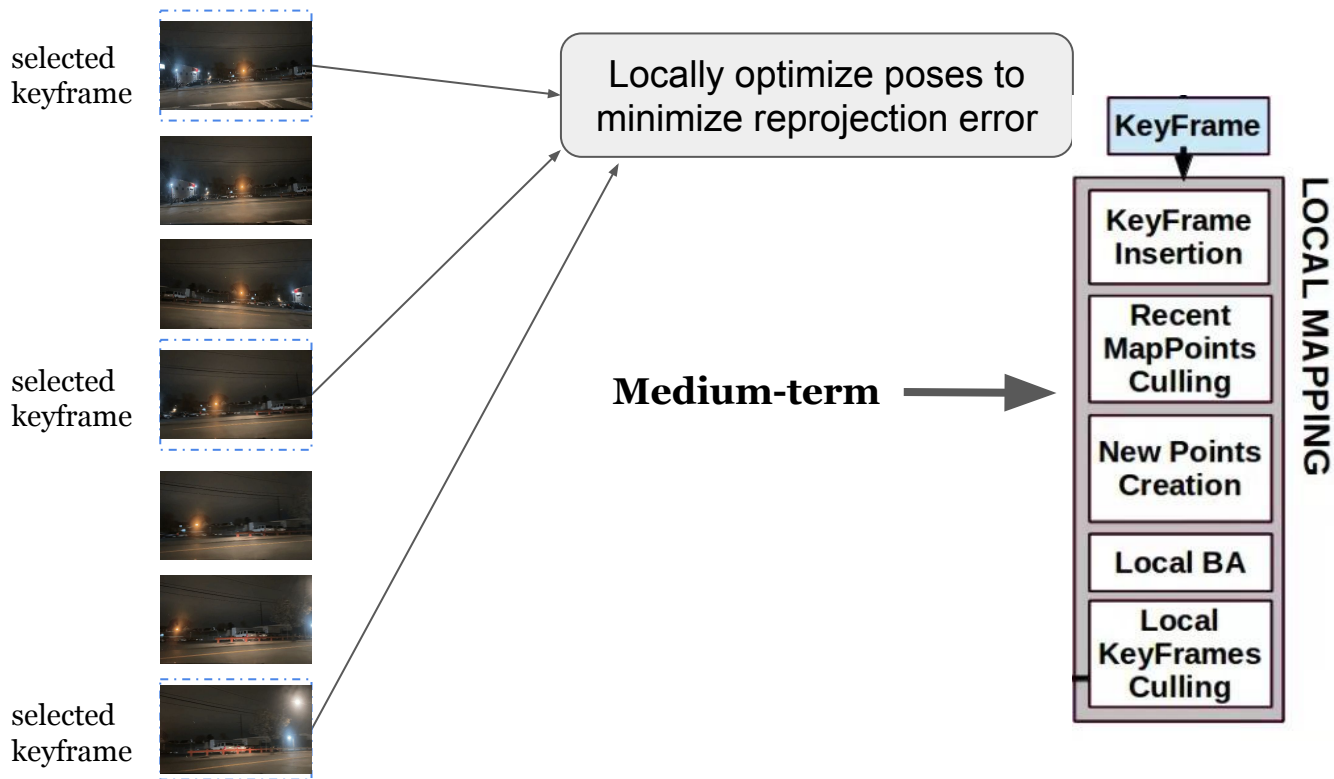 selected
keyframe
Locally optimize poses to
minimize reprojection error
KeyFrame
KeyFrame
Insertion
Recent
MapPoints
Culling
New Points
Creation
Local BA
Local
KeyFrames
Culling
LOCAL MAPPING
selected
keyframe
Medium-term
selected
keyframe